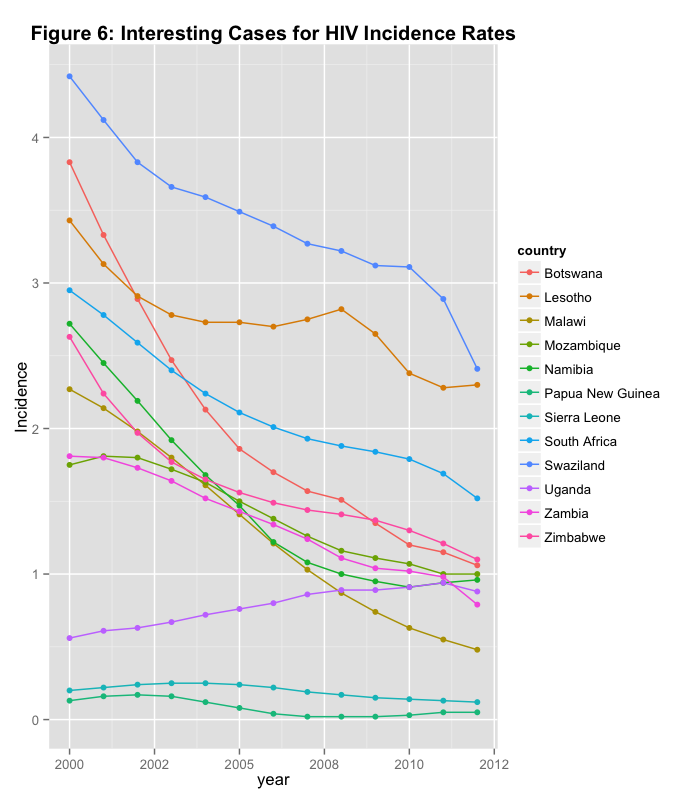 Figure 6: Interesting Cases for HIV Incidence Rates
4
3
2
1
0
Incidence
2000 2002 2005 2008 2010 2012
year
country
Botswana
Lesotho
Malawi
Mozambique
Namibia
Papua New Guinea
Sierra Leone
South Africa
Swaziland
Uganda
Zambia
Zimbabwe